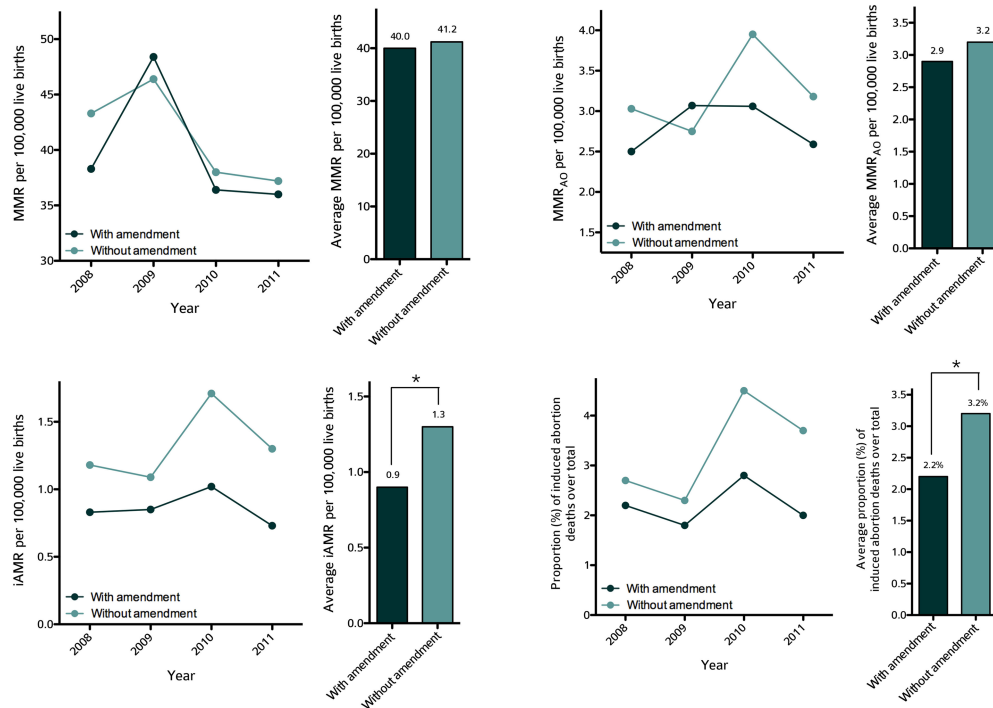 MMR per 100,000 live births
50
45
40
35
30
With amendment
Without amendment
2008
2009
2010
2011
Year
Average MMR per 100,000 live births
40
30
20
10
0
40.0
41.2
With amendment
Without amendment
MMRAO per 100,000 live births
4.0
3.5
3.0
2.5
2.0
1.5
With amendment
Without amendment
2008
2009
2010
2011
Year
Average MMRAO per 100,000 live births
3.5
3.0
2.5
2.0
1.5
1.0
0.5
0.0
2.9
3.2
With amendment
Without amendment
iAMR per 100,000 live births
1.5
1.0
0.5
0.0
With amendment
Without amendment
2008
2009
2010
2011
Year
Average iAMR per 100,000 live births
1.5
1.0
0.5
0.0
*
0.9
1.3
With amendment
Without amendment
Proportion (%) of induced abortion
deaths over total
4
3
2
2
0
With amendment
Without amendment
2008
2009
2010
2011
Year
Average proportion (%) of
induced abortion deaths over total
3.5
3.0
2.5
2.0
1.5
1.0
0.5
0.0
*
2.2%
3.2%
With amendment
Without amendment